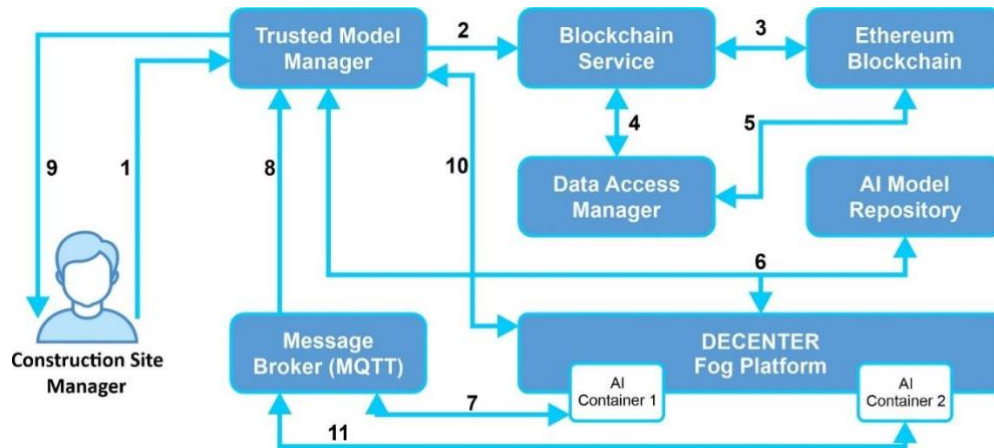 Trusted Model
Manager
2
Blockchain
Service
3
Ethereum
Blockchain
9
1
8
10
4
5
Data Access
Manager
AI Model
Repository
6
Construction Site
Manager
Message
Broker (MQTT)
DECENTER
Fog Platform
7
AI
Container 1
AI
Container 2
11